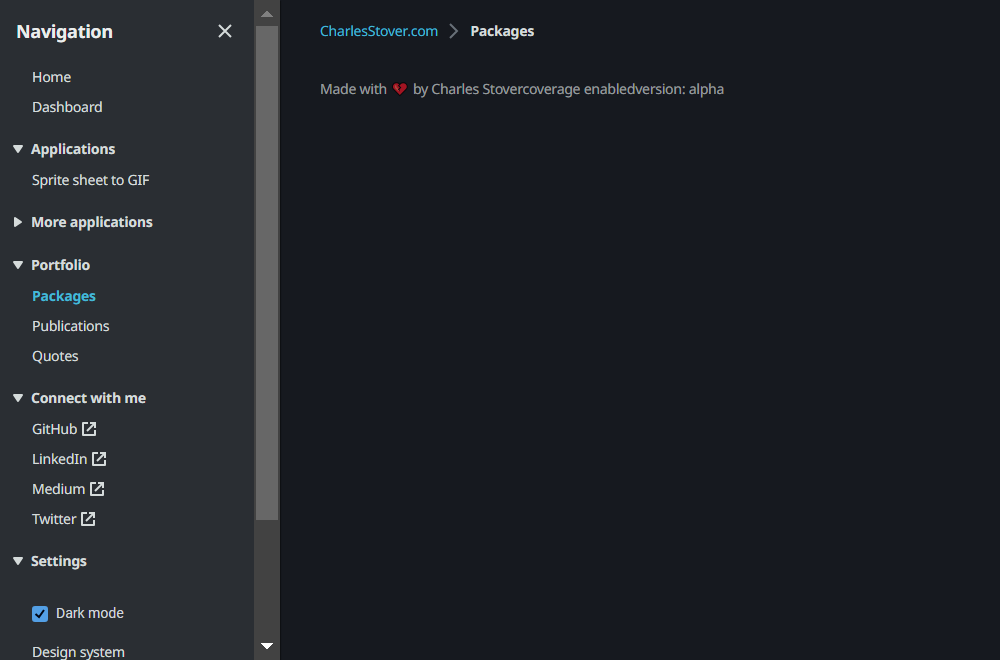 Navigation
Home
Dashboard
Applications
Sprite sheet to GIF
More applications
Portfolio
Packages
Publications
Quotes
Connect with me
GitHub
LinkedIn
Medium
Twitter
Settings
Dark mode
Design system
CharlesStover.com Packages
Made with 💔 by Charles Stovercoverage enabledversion: alpha